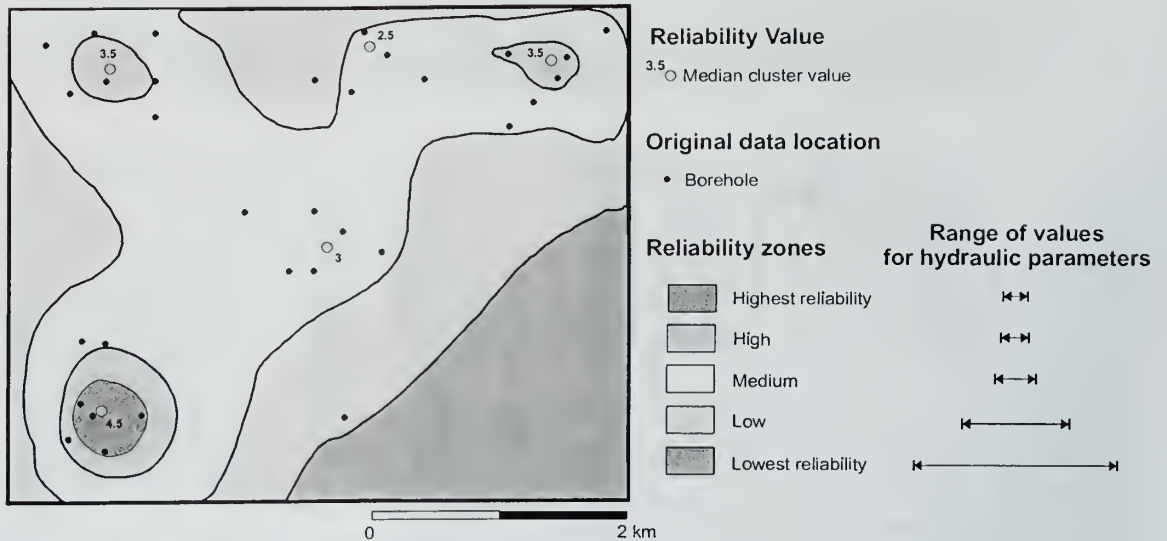 3.5
2.5
3.5
3
4.5
0
2 km
Reliability Value
3.5 Median cluster value
Original data location
Borehole
Reliability zones
Range of values
for hydraulic parameters
Highest reliability
High
Medium
Low
Lowest reliability